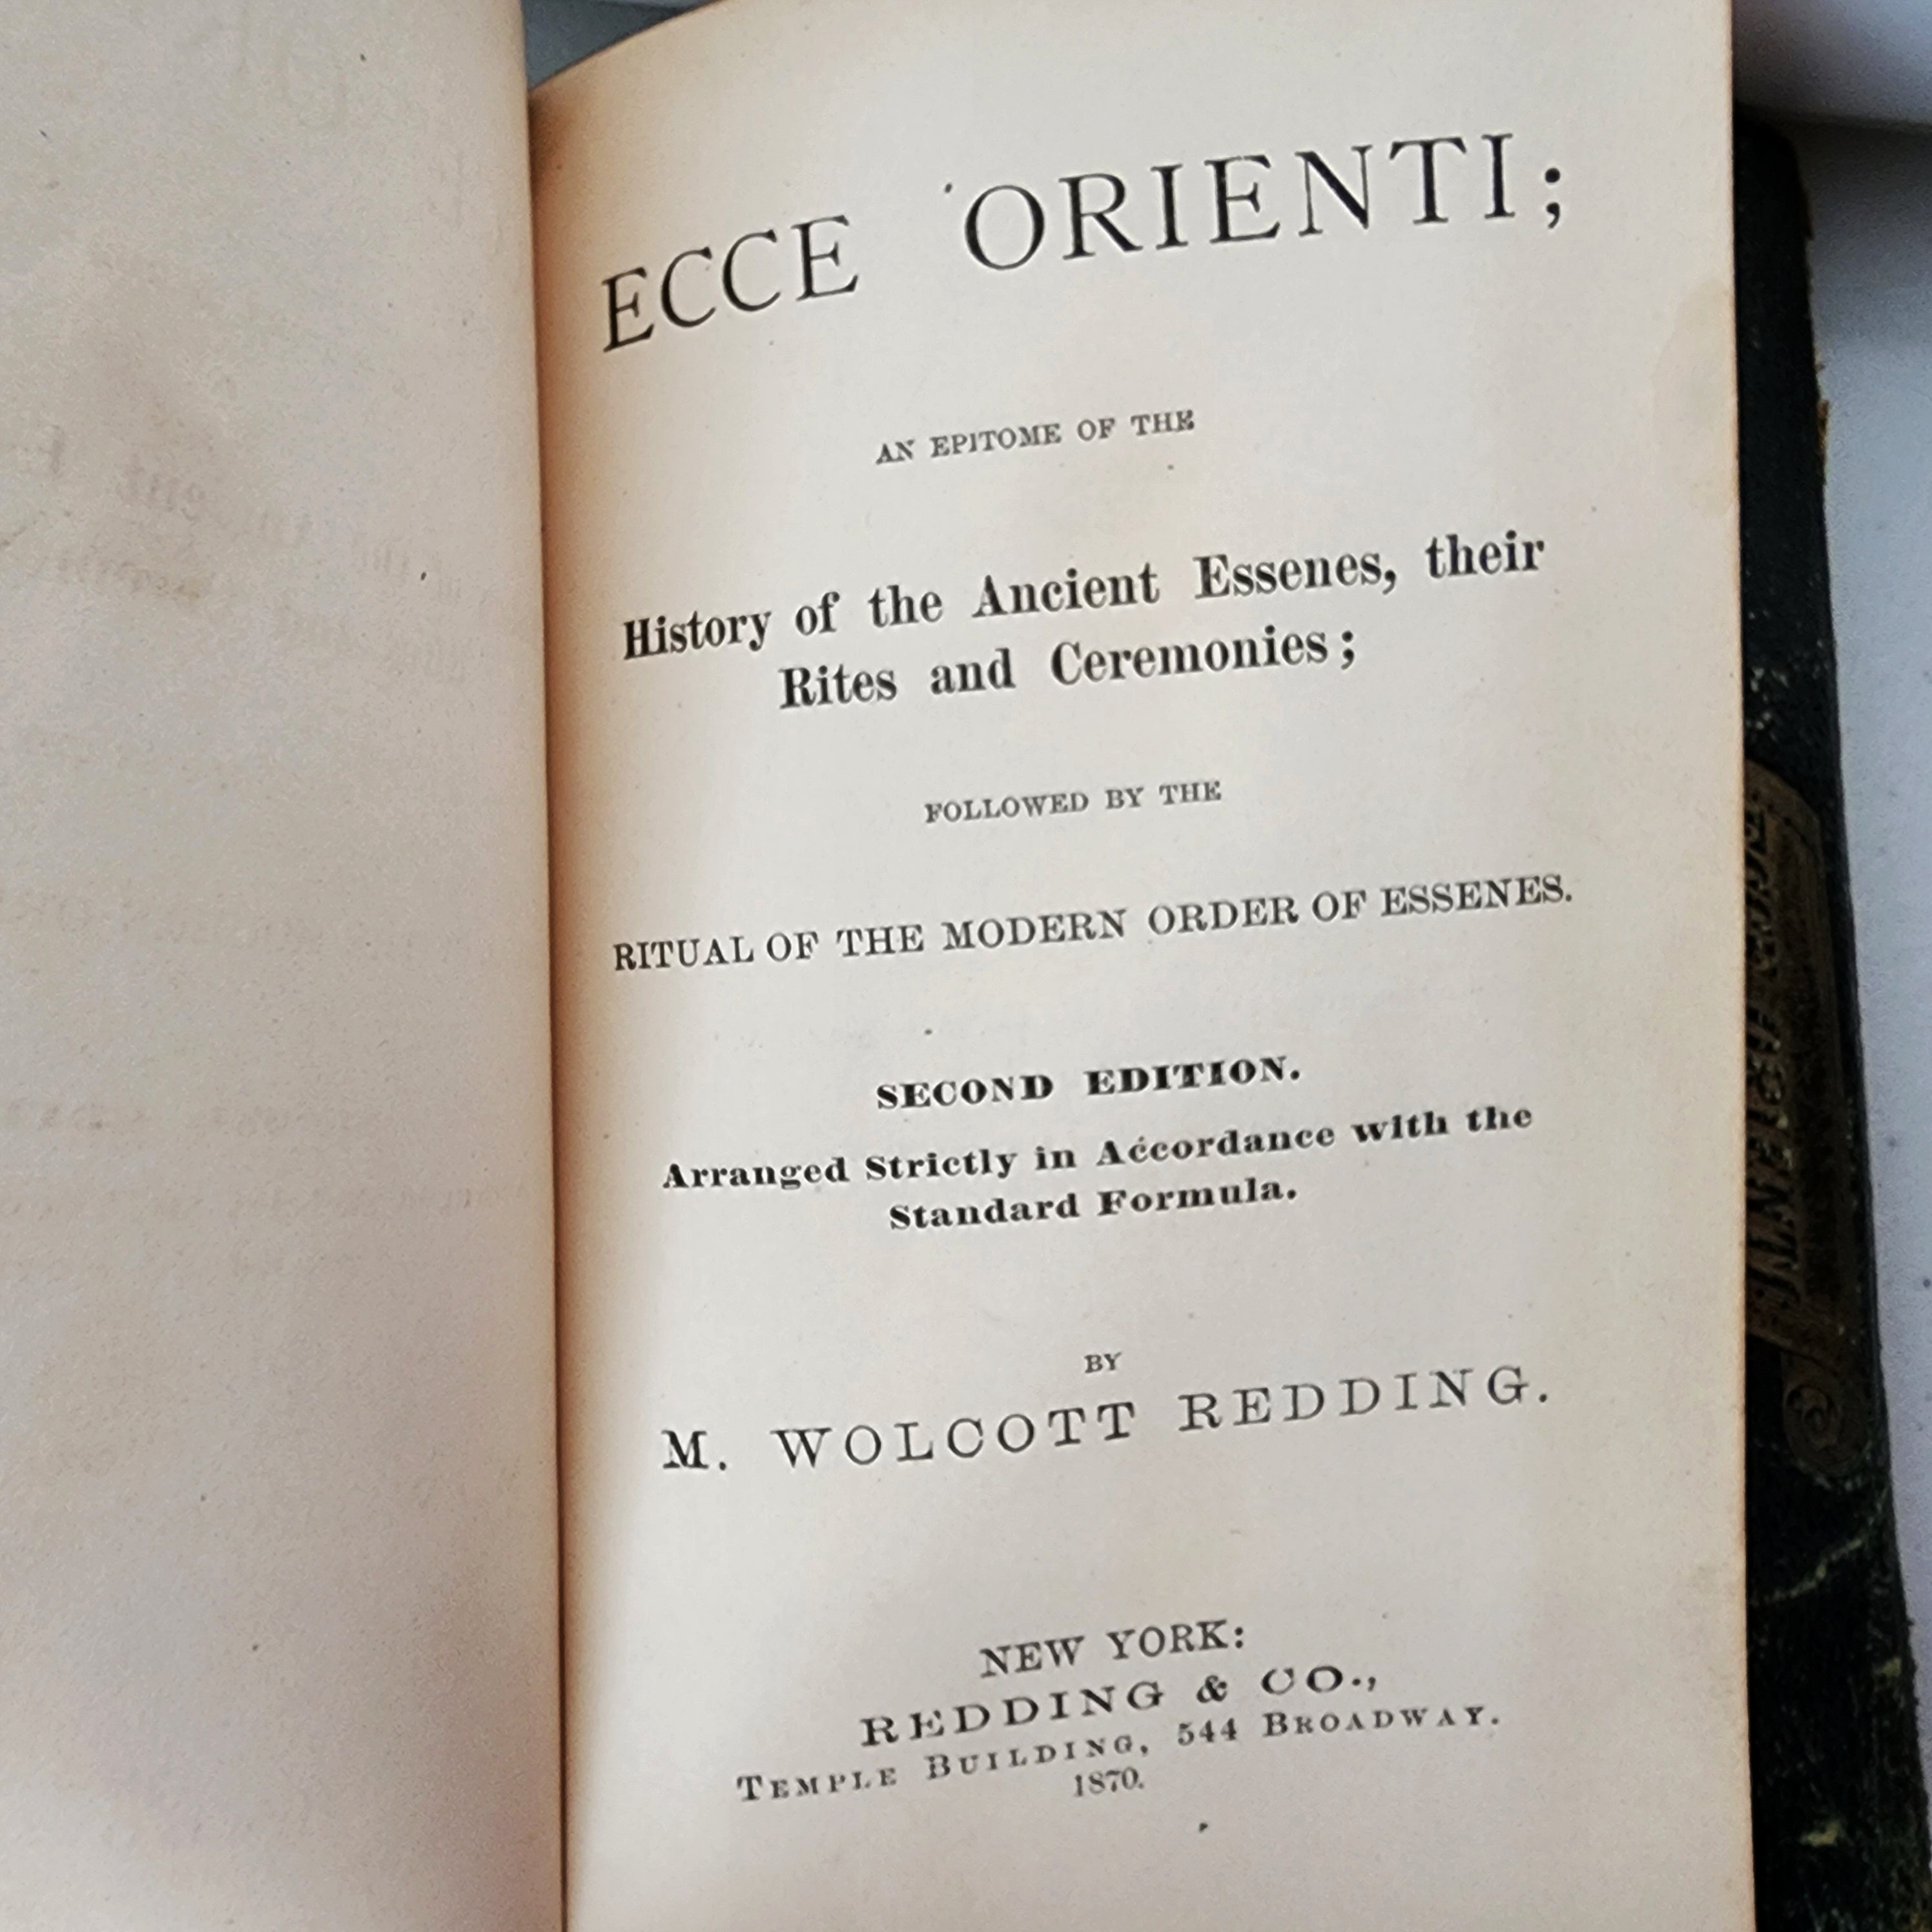 ECCE ORIENTI;
AN EPITOME OF THE
History of the Ancient Essenes, their
Rites and Ceremonies;
FOLLOWED BY THE
RITUAL OF THE MODERN ORDER OF ESSENES.
SECOND EDITION.
Arranged Strictly in Accordance with the
Standard Formula.
BY
M. WOLCOTT REDDING.
NEW YORK:
REDDING & CO.,
TEMPLE BUILDING, 544 BROADWAY.
1870.